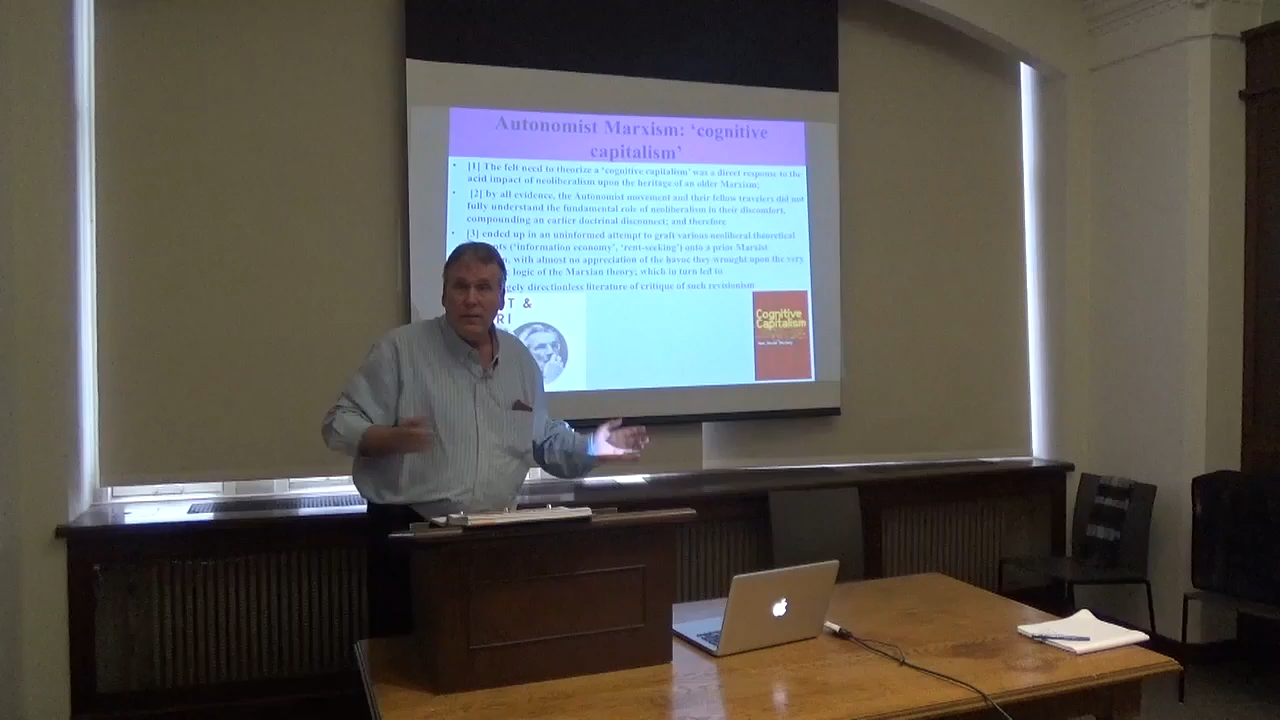 Autonomist Marxism: ‘cognitive
capitalism’
• [1] The felt need to theorize a ‘cognitive capitalism’ was a direct response to the
acid impact of neoliberalism upon the heritage of an older Marxism;
• [2] by all evidence, the Autonomist movement and their fellow travelers did not
fully understand the fundamental role of neoliberalism in their discomfort,
compounding an earlier doctrinal disconnect; and therefore
• [3] ended up in an uninformed attempt to graft various neoliberal theoretical
(‘information economy’, ‘rent-seeking’) onto a prior Marxist
with almost no appreciation of the havoc they wrought upon the very
logic of the Marxian theory; which in turn led to
directionless literature of critique of such revisionism
T &
RI
Cognitive
Capitalism